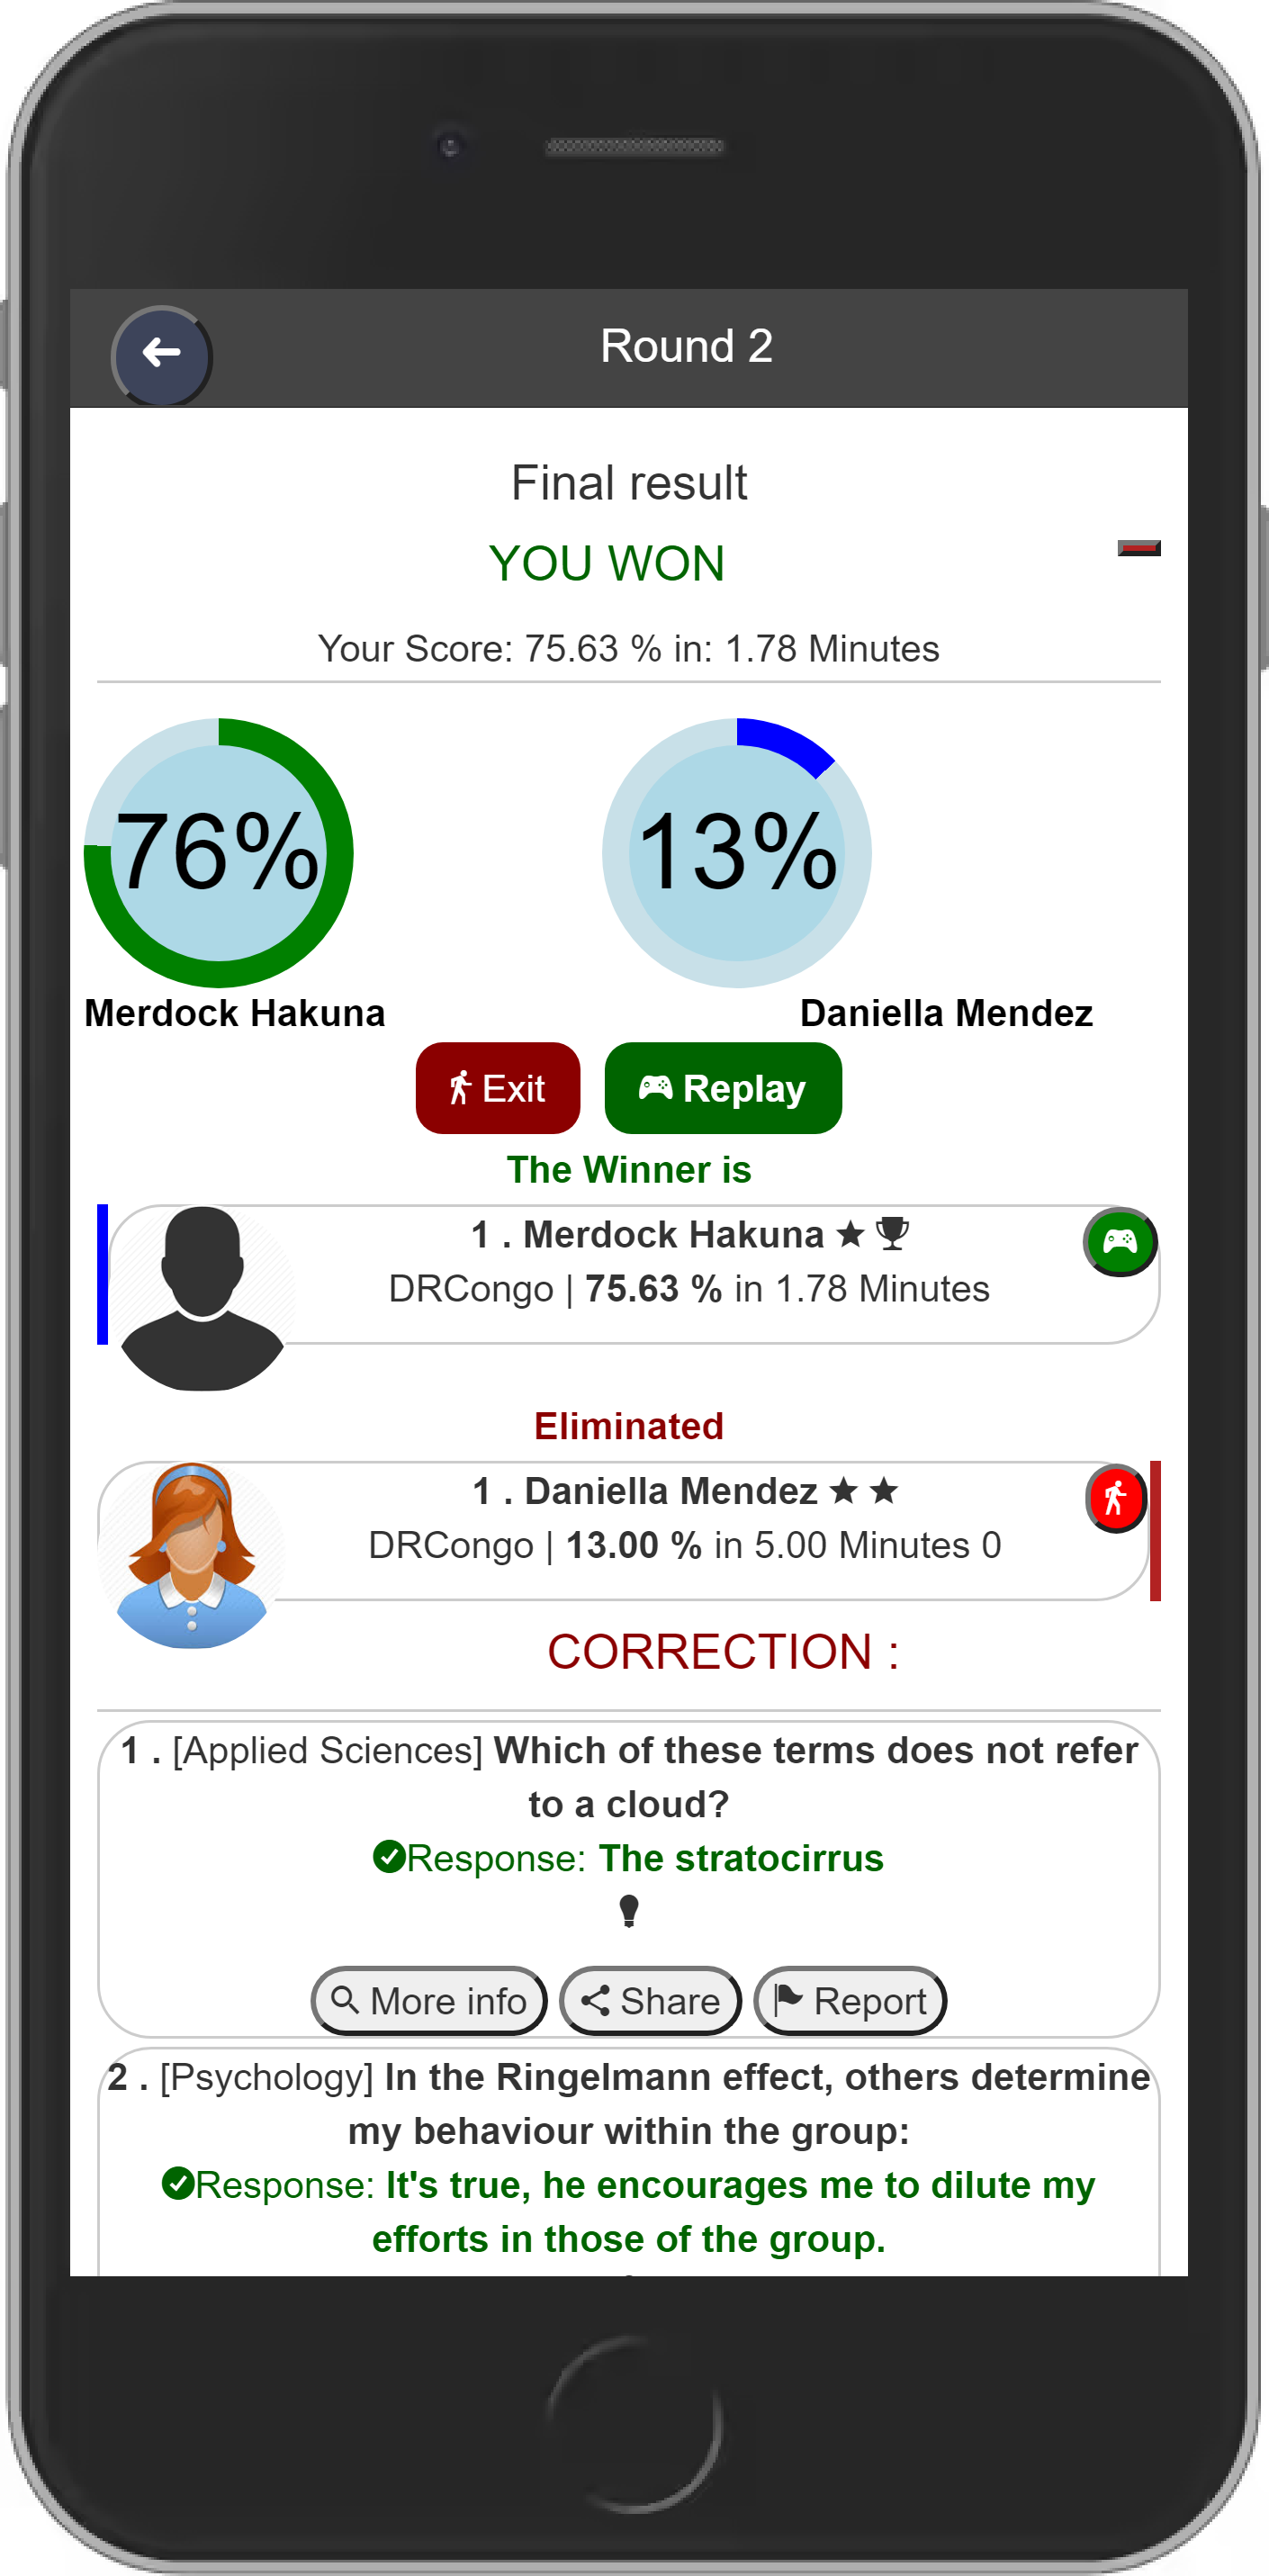 Round 2
Final result
YOU WON
Your Score: 75.63 % in: 1.78 Minutes
76%
13%
Merdock Hakuna
Daniella Mendez
Exit
Replay
The Winner is
1 . Merdock Hakuna
DRCongo | 75.63 % in 1.78 Minutes
Eliminated
1 . Daniella Mendez
DRCongo | 13.00 % in 5.00 Minutes 0
CORRECTION :
1 . [Applied Sciences] Which of these terms does not refer
to a cloud?
Response: The stratocirrus
More info
Share
Report
2 . [Psychology] In the Ringelmann effect, others determine
my behaviour within the group:
Response: It's true, he encourages me to dilute my
efforts in those of the group.